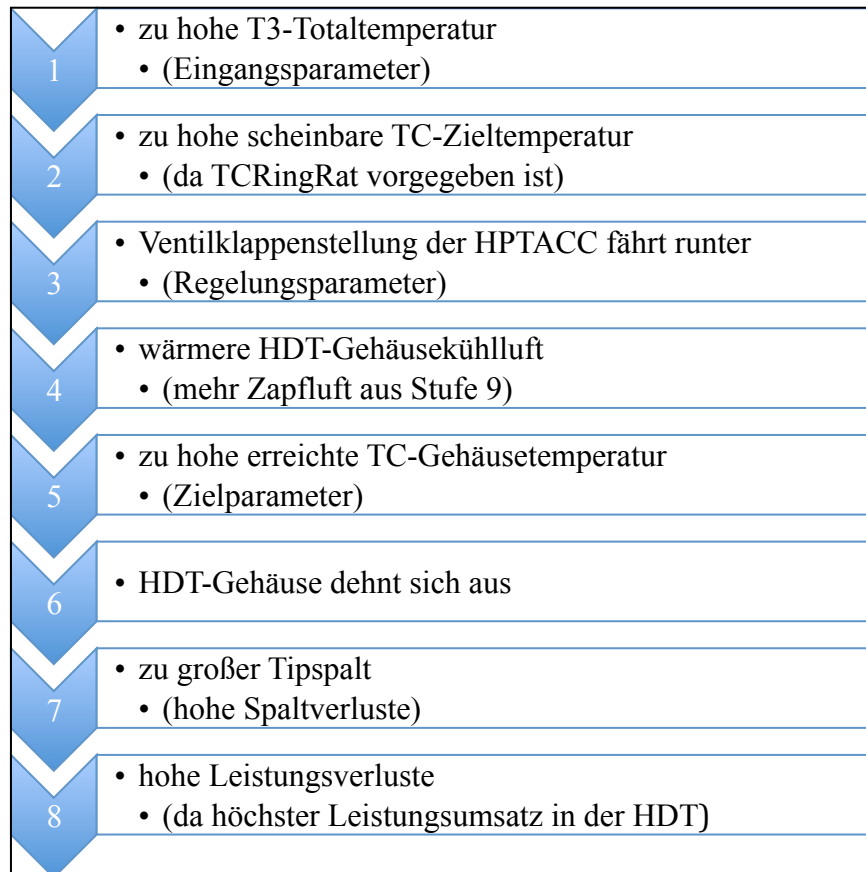 1
• zu hohe T3-Totaltemperatur
• (Eingangsparameter)
2
• zu hohe scheinbare TC-Zieltemperatur
• (da TCRingRat vorgegeben ist)
3
• Ventilklappenstellung der HPTACC fährt runter
• (Regelungsparameter)
4
• wärmere HDT-Gehäusekühlluft
• (mehr Zapfluft aus Stufe 9)
5
• zu hohe erreichte TC-Gehäusetemperatur
• (Zielparameter)
6
• HDT-Gehäuse dehnt sich aus
7
• zu großer Tipspalt
• (hohe Spaltverluste)
8
• hohe Leistungsverluste
• (da höchster Leistungsumsatz in der HDT)